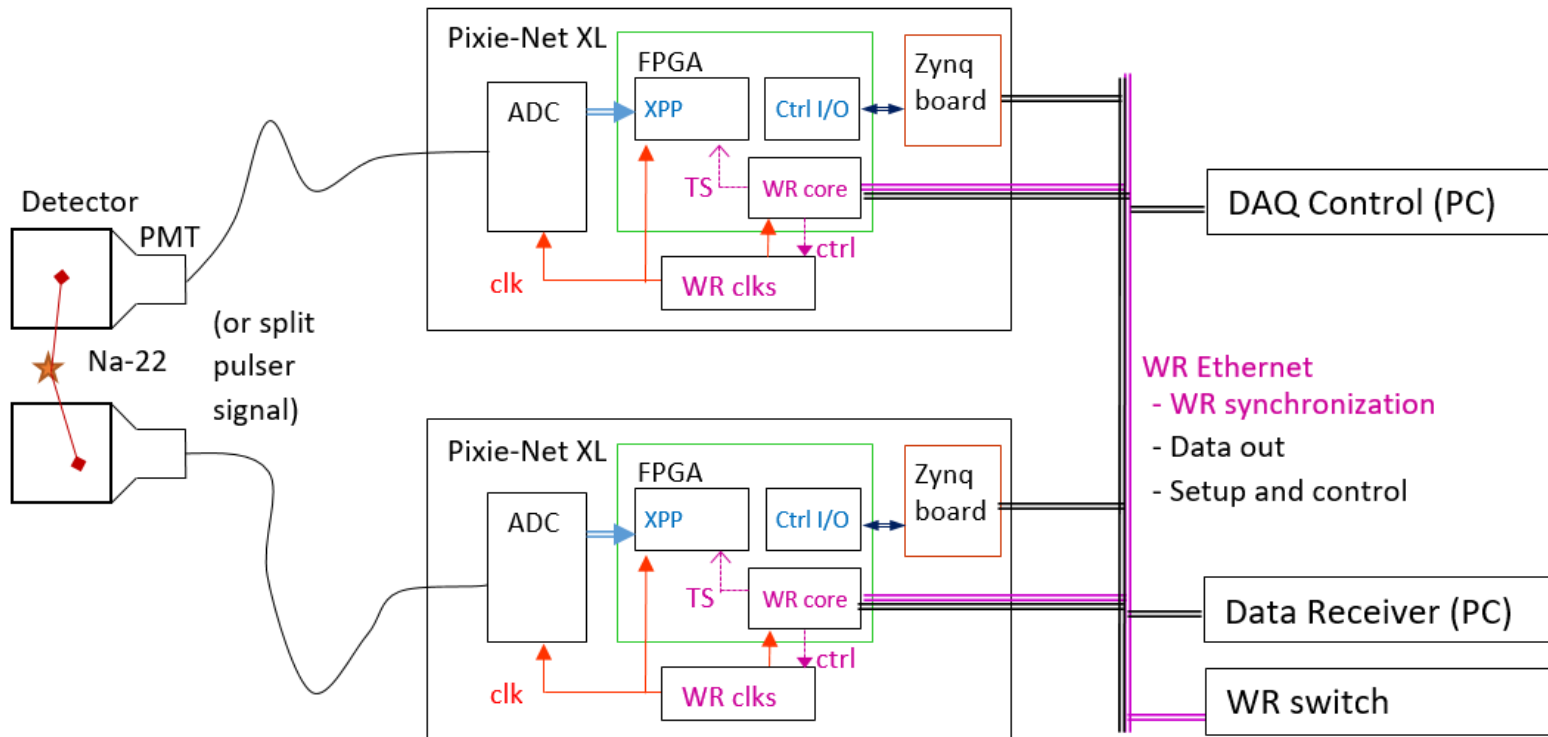 Pixie-Net XL
FPGA
Zynq
board
ADC
XPP
Ctrl I/O
TS
WR core
ctrl
clk
WR clks
Detector
PMT
(or split
pulser
signal)
Na-22
Pixie-Net XL
FPGA
Zynq
board
ADC
XPP
Ctrl I/O
TS
WR core
ctrl
clk
WR clks
DAQ Control (PC)
WR Ethernet
- WR synchronization
- Data out
- Setup and control
Data Receiver (PC)
WR switch